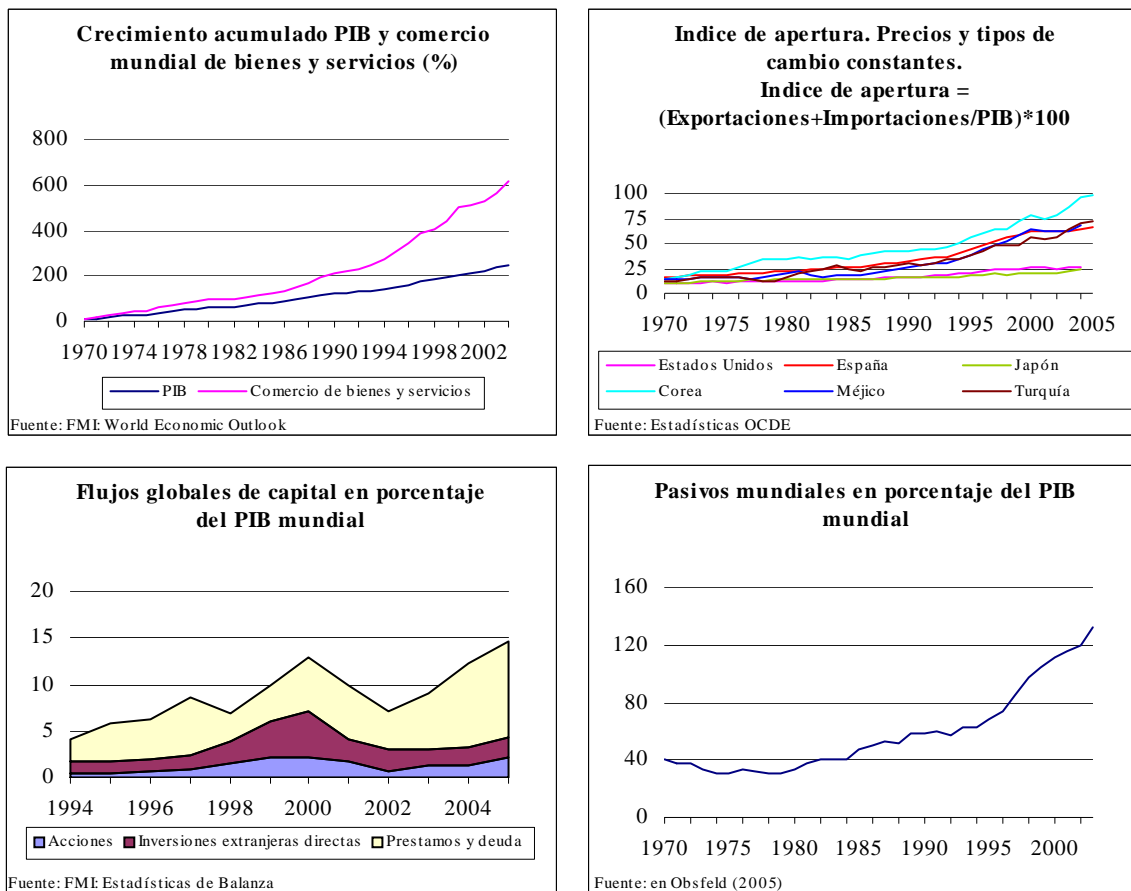 Crecimiento acumulado PIB y comercio
mundial de bienes y servicios (%)
800
600
400
200
0
1970 1974 1978 1982 1986 1990 1994 1998 2002
PIB Comercio de bienes y servicios
Fuente: FMI: World Economic Outlook
Indice de apertura. Precios y tipos de
cambio constantes.
Indice de apertura =
(Exportaciones+Importaciones/PIB)*100
100
75
50
25
0
1970 1975 1980 1985 1990 1995 2000 2005
Estados Unidos España Japón
Corea Méjico Turquía
Fuente: Estadísticas OCDE
Flujos globales de capital en porcentaje
del PIB mundial
20
15
10
5
0
1994 1996 1998 2000 2002 2004
Acciones Inversiones extranjeras directas Prestamos y deuda
Fuente: FMI: Estadísticas de Balanza
Pasivos mundiales en porcentaje del PIB
mundial
160
120
80
40
0
1970 1975 1980 1985 1990 1995 2000
Fuente: en Obsfeld (2005)